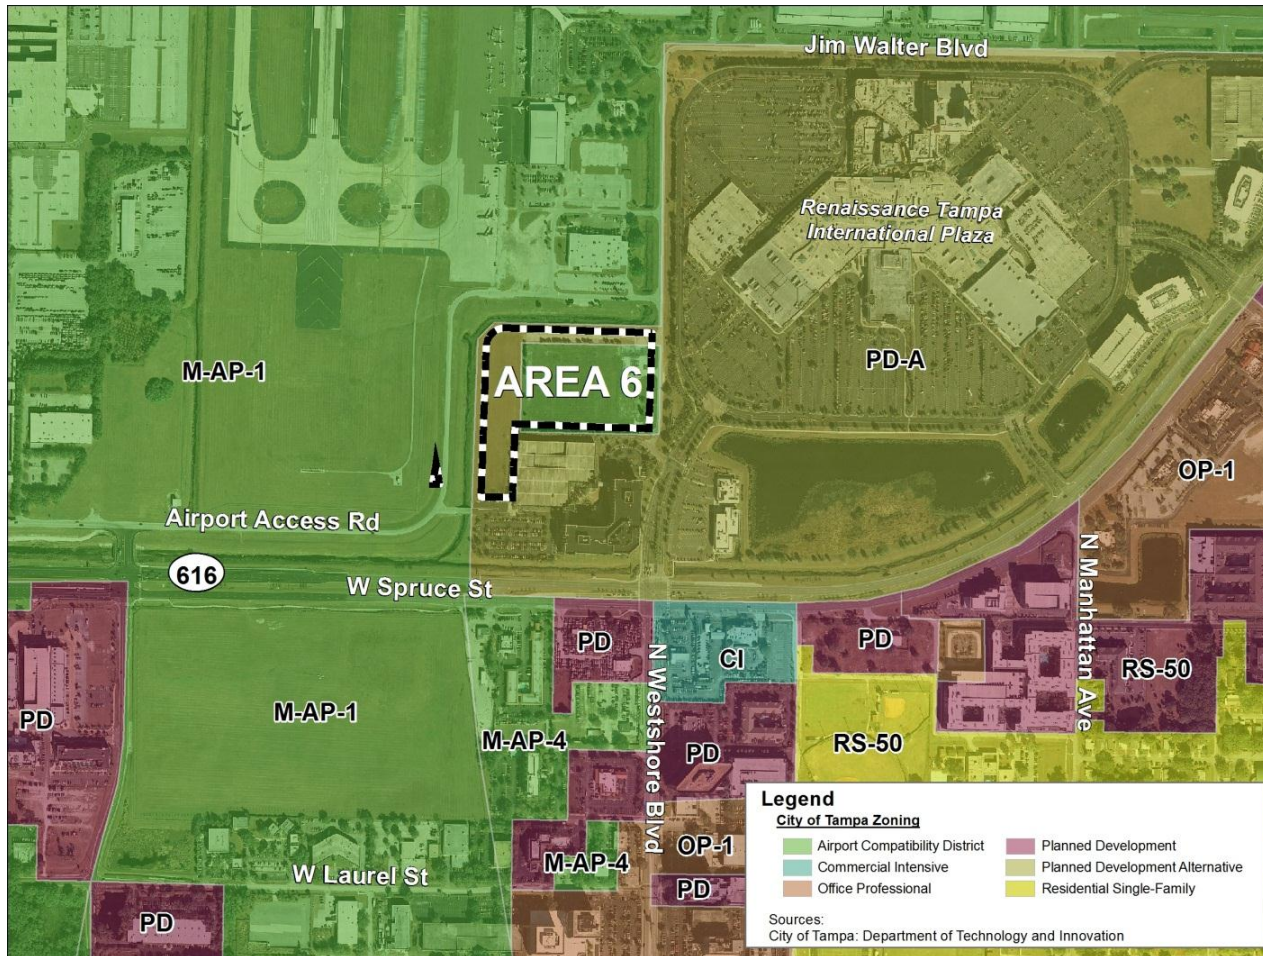 Jim Walter Blvd
Renaissance Tampa
International Plaza
M-AP-1
AREA 6
PD-A
OP-1
Airport Access Rd
616
W Spruce St
N Manhattan Ave
PD
CI
PD
RS-50
N Westshore Blvd
PD
M-AP-1
M-AP-4
PD
RS-50
OP-1
M-AP-4
W Laurel St
PD
PD
Legend
City of Tampa Zoning
Airport Compatibility District
Commercial Intensive
Office Professional
Planned Development
Planned Development Alternative
Residential Single-Family
Sources:
City of Tampa: Department of Technology and Innovation